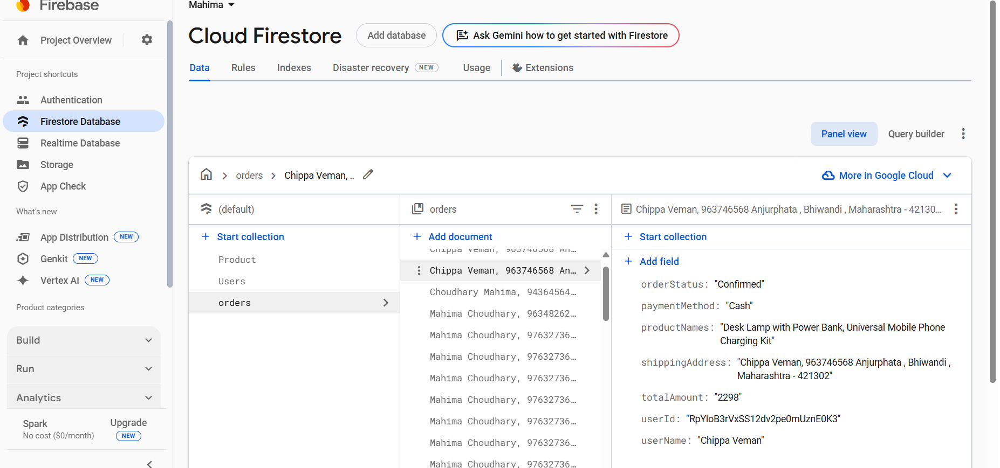 Firebase
Project Overview
Project shortcuts
Authentication
Firestore Database
Realtime Database
Storage
App Check
What's new
App Distribution NEW
Genkit NEW
Vertex AI NEW
Product categories
Build
Run
Analytics
Spark
No cost ($0/month)
Upgrade
NEW
Mahima
Cloud Firestore
Add database
Ask Gemini how to get started with Firestore
Data Rules Indexes Disaster recovery NEW Usage Extensions
Panel view Query builder
orders Chippa Veman, ..
More in Google Cloud
(default)
Start collection
Product
Users
orders
orders
Add document
Chippa Veman, 963746568 An…
Chippa Veman, 963746568 An…
Choudhary Mahima, 94364564…
Mahima Choudhary, 96348262…
Mahima Choudhary, 97632736…
Mahima Choudhary, 97632736…
Mahima Choudhary, 97632736…
Mahima Choudhary, 97632736…
Mahima Choudhary, 97632736…
Mahima Choudhary, 97632736…
Mahima Choudhary, 97632736…
Chippa Veman, 963746568 Anjurphata , Bhiwandi , Maharashtra - 42130...
Start collection
Add field
orderStatus: "Confirmed"
paymentMethod: "Cash"
productNames: "Desk Lamp with Power Bank, Universal Mobile Phone
Charging Kit"
shippingAddress: "Chippa Veman, 963746568 Anjurphata , Bhiwandi ,
Maharashtra - 421302"
totalAmount: "2298"
userId: "RpYloB3rVxSS12dv2pe0mUznE0K3"
userName: "Chippa Veman"